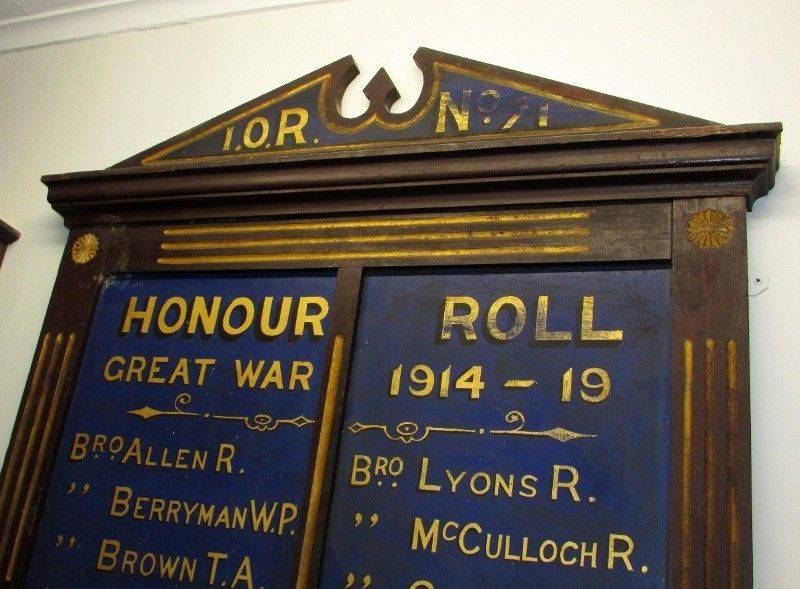 I.O.R. Nº 71
HONOUR ROLL
GREAT WAR 1914 - 19
BRO ALLEN R.
" BERRYMAN W.P.
" BROWN T.A.
BRO. LYONS R.
" McCULLOCH R.
"